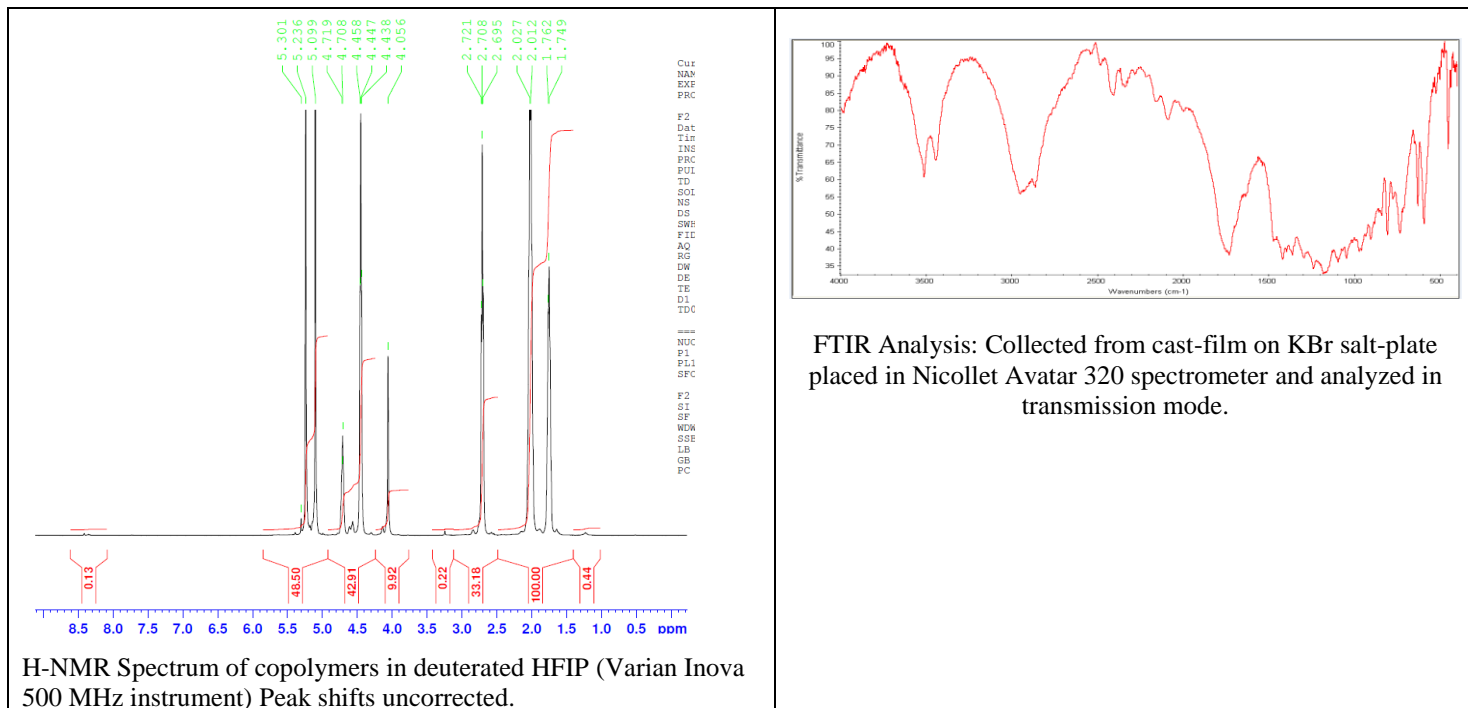 5.301
5.236
5.099
4.719
4.708
4.458
4.447
4.438
4.056
2.721
2.708
2.695
2.027
2.012
1.762
1.749
Cur
NAM
EXP
PRO
F2
Dat
Tim
INS
PRO
PUL
TD
SOL
NS
DS
SWH
FID
AQ
RG
DW
DE
TE
D1
TD0
===
NUC
P1
PL1
SFO
F2
SI
SF
WDW
SSB
LB
GB
PC
0.13
48.50
42.91
9.92
0.22
33.18
100.00
0.44
8.5 8.0 7.5 7.0 6.5 6.0 5.5 5.0 4.5 4.0 3.5 3.0 2.5 2.0 1.5 1.0 0.5 ppm
H-NMR Spectrum of copolymers in deuterated HFIP (Varian Inova
500 MHz instrument) Peak shifts uncorrected.
100
95
90
85
80
75
70
65
60
55
50
45
40
35
%Transmittance
4000 3500 3000 2500 2000 1500 1000 500
Wavenumbers (cm-1)
FTIR Analysis: Collected from cast-film on KBr salt-plate
placed in Nicollet Avatar 320 spectrometer and analyzed in
transmission mode.